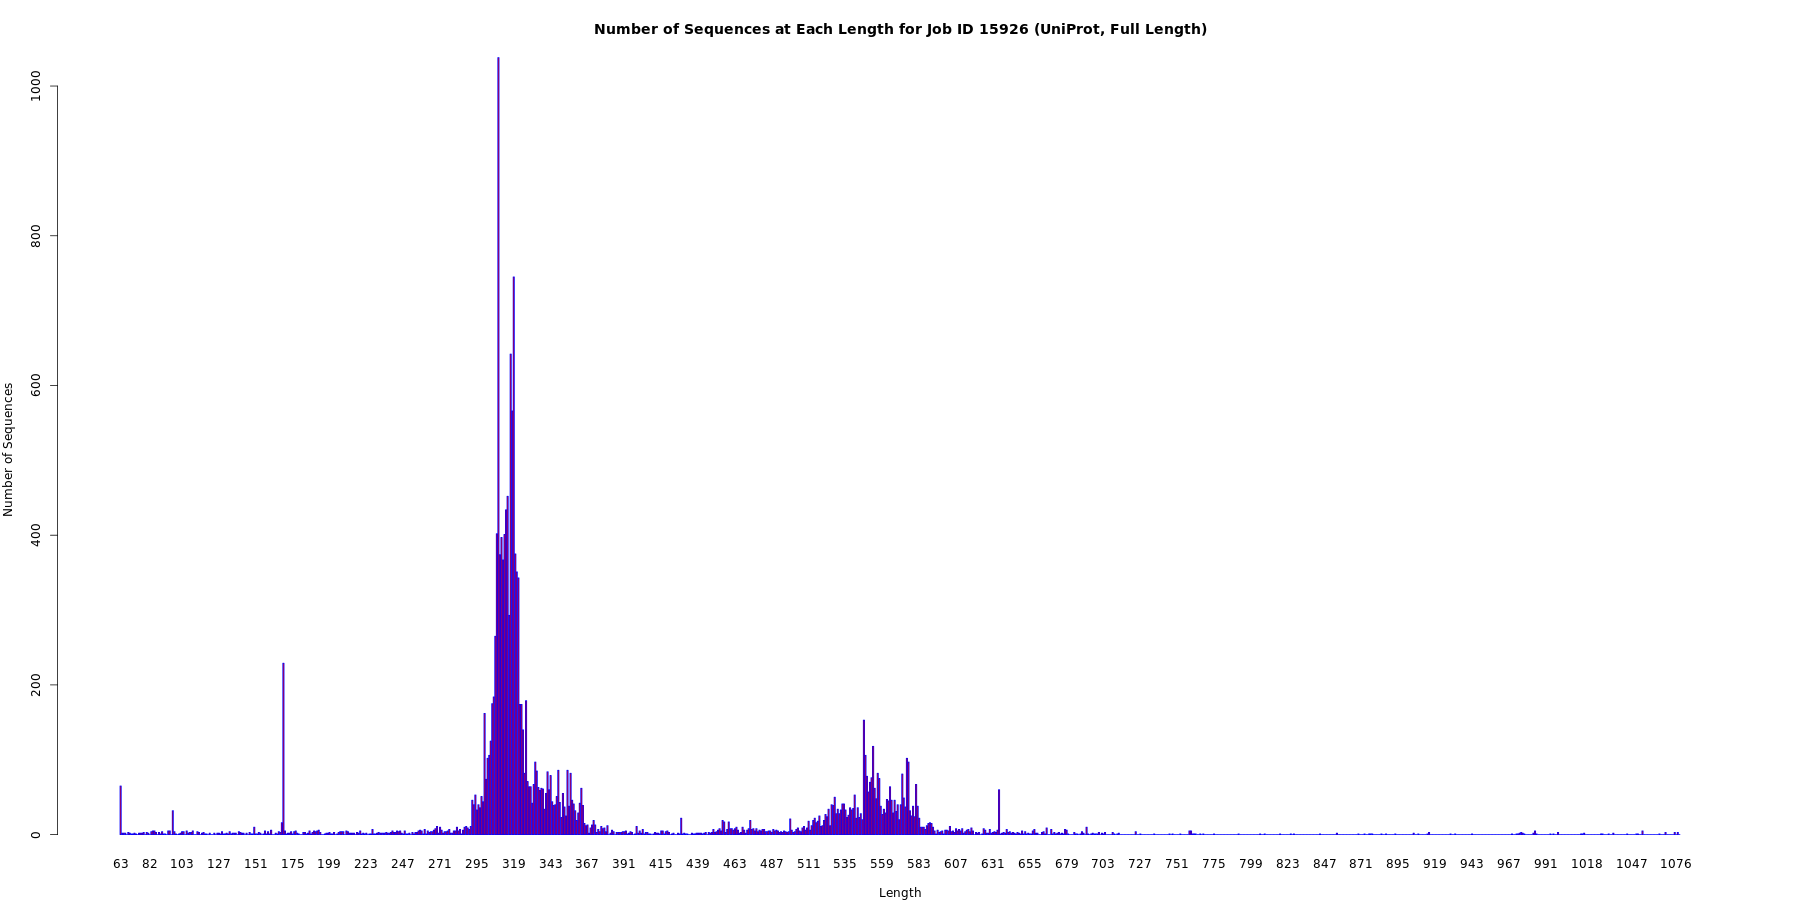 Number of Sequences at Each Length for Job ID 15926 (UniProt, Full Length)
1000
800
600
400
200
0
Number of Sequences
63 82 103 127 151 175 199 223 247 271 295 319 343 367 391 415 439 463 487 511 535 559 583 607 631 655 679 703 727 751 775 799 823 847 871 895 919 943 967 991 1018 1047 1076
Length